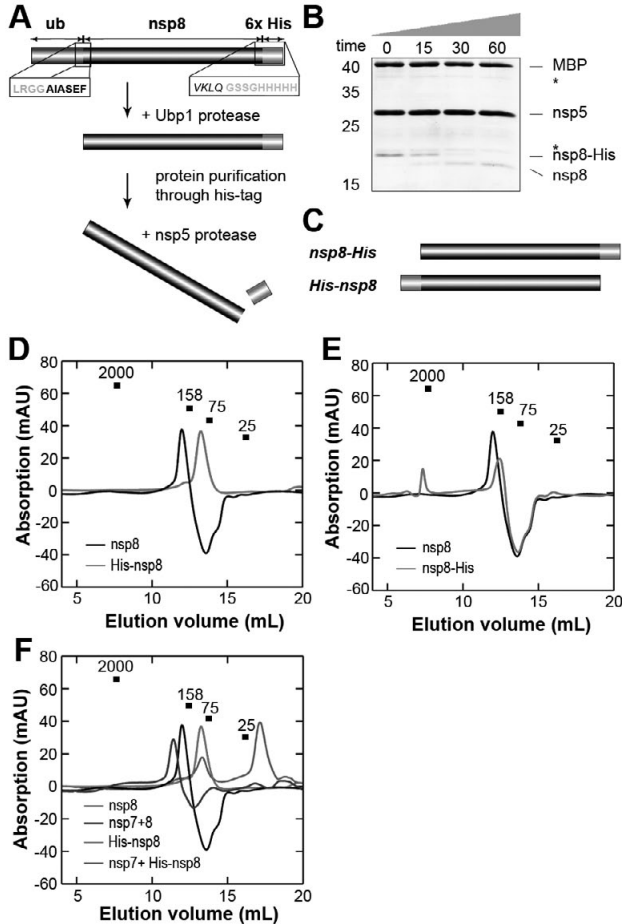 A
ub nsp8 6x His
LRGGAIASEF
VKLQ GSSGHHHHH
+ Ubp1 protease
protein purification
through his-tag
+ nsp5 protease
B
time 0 15 30 60
40
35
25
15
MBP
*
nsp5
*
nsp8-His
nsp8
C
nsp8-His
His-nsp8
D
80
60
40
20
0
-20
-40
-60
Absorption (mAU)
2000
158
75
25
nsp8
His-nsp8
5 10 15 20
Elution volume (mL)
E
80
60
40
20
0
-20
-40
-60
Absorption (mAU)
2000
158
75
25
nsp8
nsp8-His
5 10 15 20
Elution volume (mL)
F
80
60
40
20
0
-20
-40
-60
Absorption (mAU)
2000
158
75
25
nsp8
nsp7+8
His-nsp8
nsp7+ His-nsp8
5 10 15 20
Elution volume (mL)